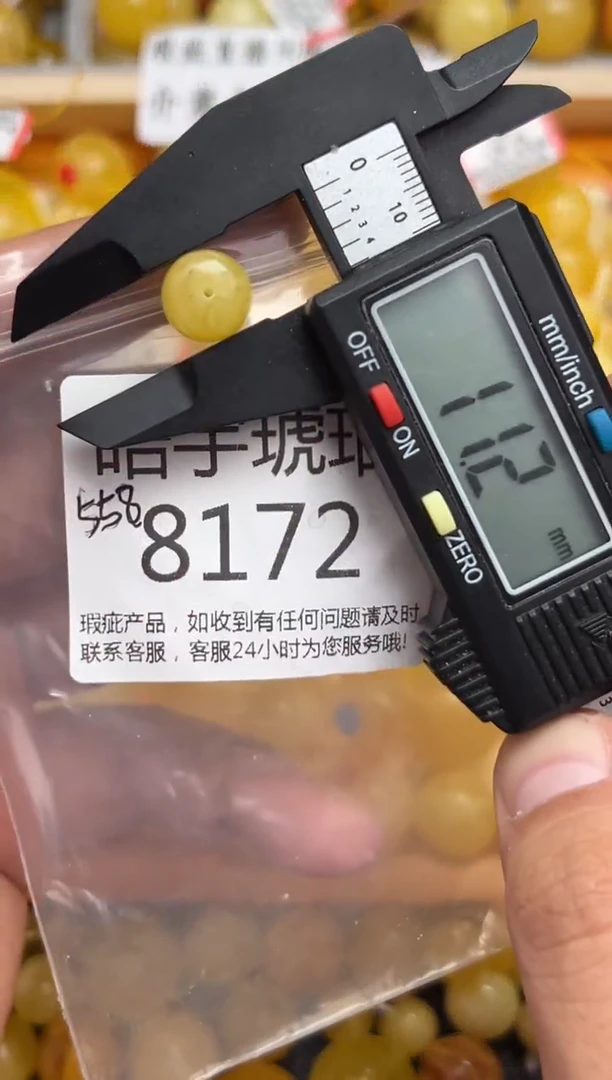 0
10
1 2 3 4
OFF
ON
ZERO
mm/inch
11.2
mm
琥珀
558
8172
瑕疵产品，如收到有任何问题请及时
联系客服，客服24小时为您服务哦!